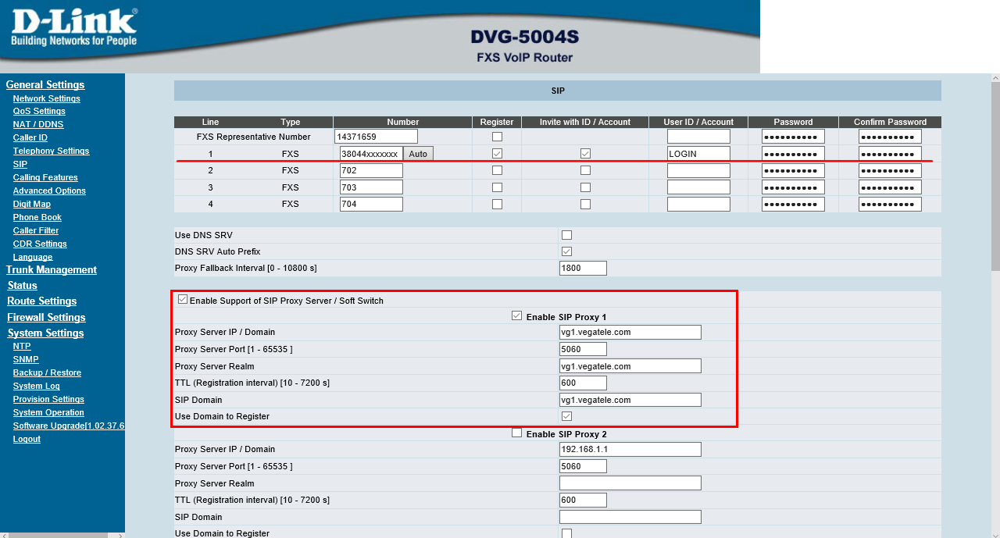 D-Link®
Building Networks for People
DVG-5004S
FXS VoIP Router
General Settings
Network Settings
QoS Settings
NAT / DDNS
Caller ID
Telephony Settings
SIP
Calling Features
Advanced Options
Digit Map
Phone Book
Caller Filter
CDR Settings
Language
Trunk Management
Status
Route Settings
Firewall Settings
System Settings
NTP
SNMP
Backup / Restore
System Log
Provision Settings
System Operation
Software Upgrade[1.02.37.6
Logout
SIP
Line Type Number Register Invite with ID / Account User ID / Account Password Confirm Password
FXS Representative Number 14371659 ●●●●●●●●●● ●●●●●●●●●●
1 FXS 38044xxxxxxx Auto LOGIN ●●●●●●●●●● ●●●●●●●●●●
2 FXS 702 ●●●●●●●●●● ●●●●●●●●●●
3 FXS 703 ●●●●●●●●●● ●●●●●●●●●●
4 FXS 704 ●●●●●●●●●● ●●●●●●●●●●
Use DNS SRV
DNS SRV Auto Prefix
Proxy Fallback Interval [0 - 10800 s] 1800
Enable Support of SIP Proxy Server / Soft Switch
Enable SIP Proxy 1
Proxy Server IP / Domain vg1.vegatele.com
Proxy Server Port [1 - 65535 ] 5060
Proxy Server Realm vg1.vegatele.com
TTL (Registration interval) [10 - 7200 s] 600
SIP Domain vg1.vegatele.com
Use Domain to Register
Enable SIP Proxy 2
Proxy Server IP / Domain 192.168.1.1
Proxy Server Port [1 - 65535 ] 5060
Proxy Server Realm
TTL (Registration interval) [10 - 7200 s] 600
SIP Domain
Use Domain to Register